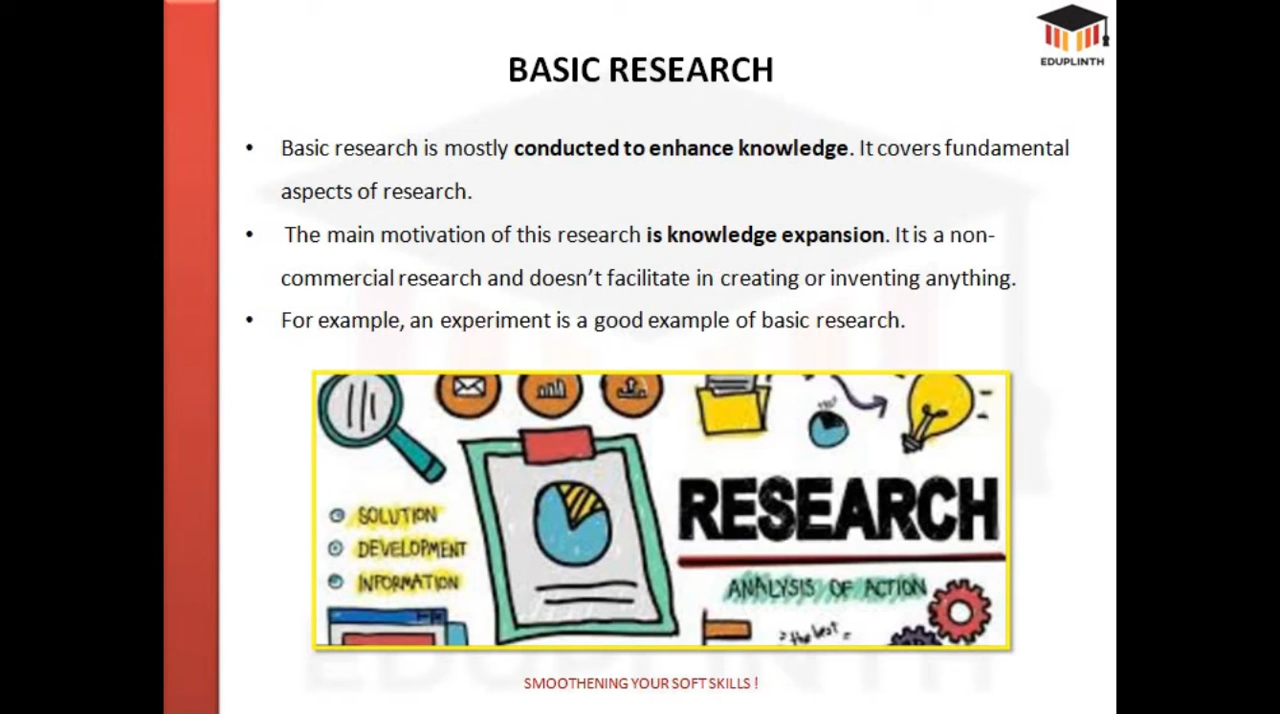 EDUPLINTH
BASIC RESEARCH
• Basic research is mostly conducted to enhance knowledge. It covers fundamental
aspects of research.
• The main motivation of this research is knowledge expansion. It is a non-
commercial research and doesn’t facilitate in creating or inventing anything.
• For example, an experiment is a good example of basic research.
RESEARCH
SOLUTION
DEVELOPMENT
INFORMATION
ANALYSIS OF ACTION
the best
EDUPLINTH
SMOOTHENING YOUR SOFT SKILLS !